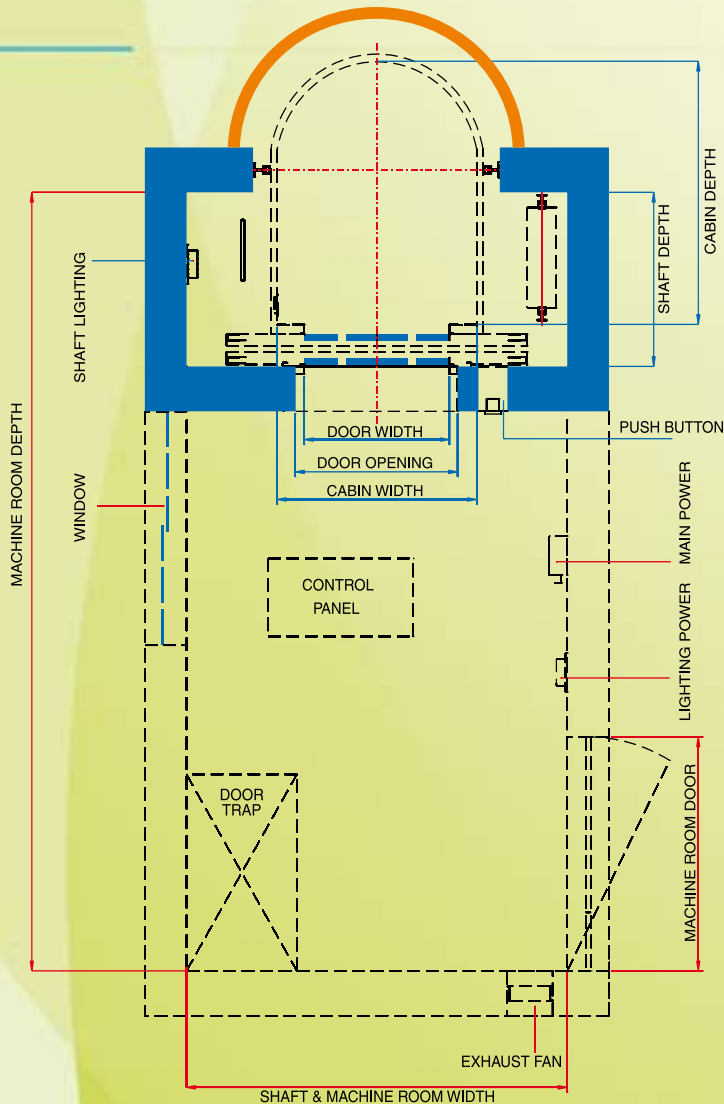 CABIN DEPTH
SHAFT DEPTH
SHAFT LIGHTING
PUSH BUTTON
DOOR WIDTH
DOOR OPENING
CABIN WIDTH
MACHINE ROOM DEPTH
WINDOW
MAIN POWER
CONTROL
PANEL
LIGHTING POWER
DOOR
TRAP
MACHINE ROOM DOOR
EXHAUST FAN
SHAFT & MACHINE ROOM WIDTH